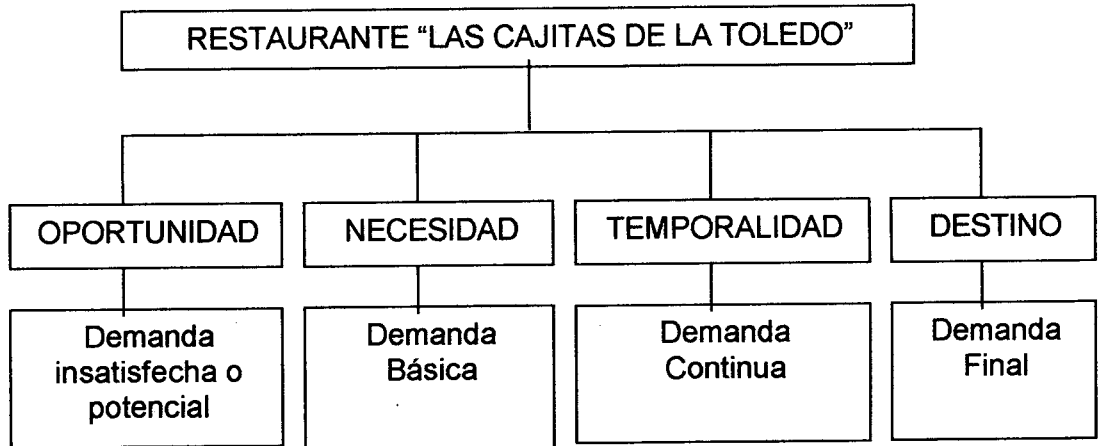 RESTAURANTE “LAS CAJITAS DE LA TOLEDO”
OPORTUNIDAD
NECESIDAD
TEMPORALIDAD
DESTINO
Demanda
insatisfecha o
potencial
Demanda
Básica
Demanda
Continua
Demanda
Final